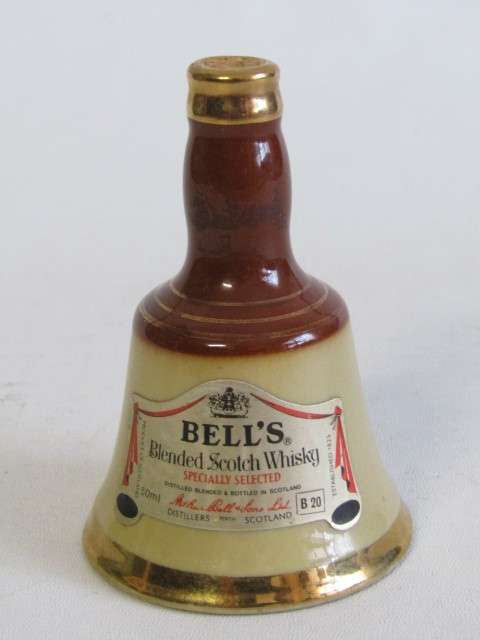 BELL'S®
Blended Scotch Whisky
SPECIALLY SELECTED
DISTILLED BLENDED & BOTTLED IN SCOTLAND
Arthur Bell & Sons Ltd
B 20
DISTILLERS PERTH SCOTLAND
ESTABLISHED 1825